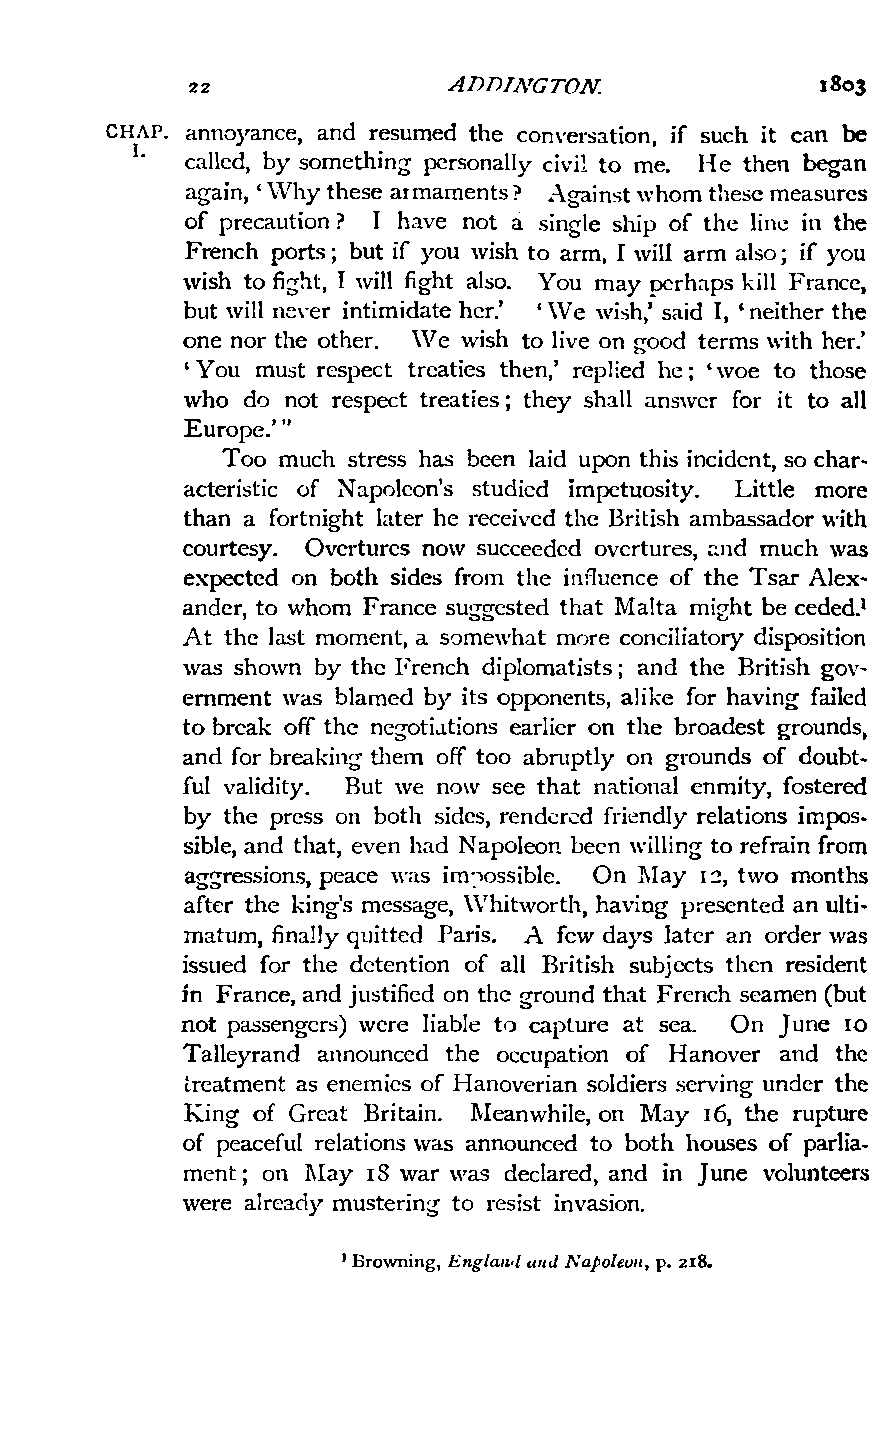 22 ADDINGTON. 1803
CHAP. annoyance, and resumed the conversation, if such it can be
I. called, by something personally civil to me. He then began
again, ‘Why these armaments? Against whom these measures
of precaution? I have not a single ship of the line in the
French ports; but if you wish to arm, I will arm also; if you
wish to fight, I will fight also. You may perhaps kill France,
but will never intimidate her.’ ‘We wish,’ said I, ‘neither the
one nor the other. We wish to live on good terms with her.’
‘You must respect treaties then,’ replied he; ‘woe to those
who do not respect treaties; they shall answer for it to all
Europe.’”
Too much stress has been laid upon this incident, so char-
acteristic of Napoleon's studied impetuosity. Little more
than a fortnight later he received the British ambassador with
courtesy. Overtures now succeeded overtures, and much was
expected on both sides from the influence of the Tsar Alex-
ander, to whom France suggested that Malta might be ceded.¹
At the last moment, a somewhat more conciliatory disposition
was shown by the French diplomatists; and the British gov-
ernment was blamed by its opponents, alike for having failed
to break off the negotiations earlier on the broadest grounds,
and for breaking them off too abruptly on grounds of doubt-
ful validity. But we now see that national enmity, fostered
by the press on both sides, rendered friendly relations impos-
sible, and that, even had Napoleon been willing to refrain from
aggressions, peace was impossible. On May 12, two months
after the king's message, Whitworth, having presented an ulti-
matum, finally quitted Paris. A few days later an order was
issued for the detention of all British subjects then resident
in France, and justified on the ground that French seamen (but
not passengers) were liable to capture at sea. On June 10
Talleyrand announced the occupation of Hanover and the
treatment as enemies of Hanoverian soldiers serving under the
King of Great Britain. Meanwhile, on May 16, the rupture
of peaceful relations was announced to both houses of parlia-
ment; on May 18 war was declared, and in June volunteers
were already mustering to resist invasion.
¹ Browning, England and Napoleon, p. 218.